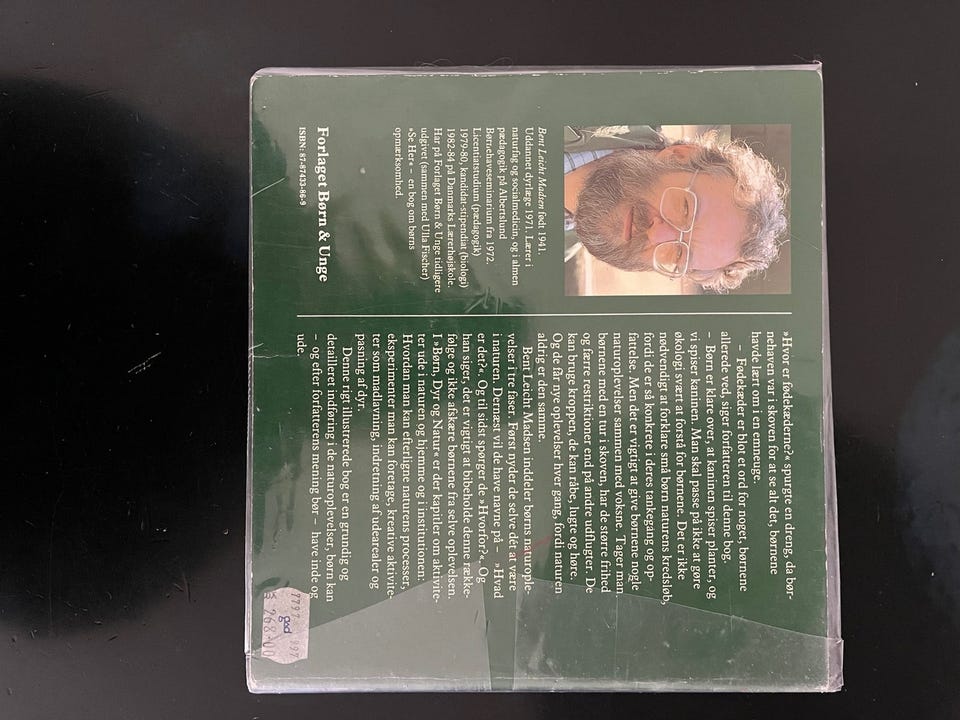 Bent Leicht Madsen født 1941.
Uddannet dyrlæge 1971. Lærer i
naturfag og socialmedicin, og i almen
pædagogik på Albertslund
Børnehaveseminarium fra 1972.
Licentiatstudium (pædagogik)
1979-80, kandidat-stipendiat (biologi)
1982-84 på Danmarks Lærerhøjskole.
Har på Forlaget Børn & Unge tidligere
udgivet (sammen med Ulla Fischer)
»Se Her« – en bog om børns
opmærksomhed.
Forlaget Børn & Unge
ISBN: 87-87433-86-9
»Hvor er fødekæderne?« spurgte en dreng, da bør-
nehaven var i skoven for at se alt det, børnene
havde lært om i en emneuge.
– Fødekæder er blot et ord for noget, børnene
allerede ved, siger forfatteren til denne bog.
– Børn er klare over, at kaninen spiser planter, og
vi spiser kaninen. Man skal passe på ikke at gøre
økologi svært at forstå for børnene. Det er ikke
nødvendigt at forklare små børn naturens kredsløb,
fordi de er så konkrete i deres tankegang og op-
fattelse. Men det er vigtigt at give børnene nogle
naturoplevelser sammen med voksne. Tager man
børnene med en tur i skoven, har de større frihed
og færre restriktioner end på andre udflugter. De
kan bruge kroppen, de kan råbe, lugte og høre.
Og de får nye oplevelser hver gang, fordi naturen
aldrig er den samme.
Bent Leicht Madsen inddeler børns naturople-
velser i tre faser. Først nyder de selve det at være
i naturen. Dernæst vil de have navne på – »Hvad
er det?«. Og til sidst spørger de »Hvorfor?«. Og
han siger, det er vigtigt at bibeholde denne række-
følge og ikke afskære børnene fra selve oplevelsen.
I »Børn, Dyr og Natur« er der kapitler om aktivite-
ter ude i naturen og hjemme og i institutionen:
Hvordan man kan efterligne naturens processer,
eksperimenter man kan foretage, kreative aktivite-
ter som madlavning, indretning af udearealer og
pasning af dyr.
Denne rigt illustrerede bog er en grundig og
detaljeret indføring i de naturoplevelser, børn kan
– og efter forfatterens mening bør – have inde og
ude.
7797 997
god
268-00